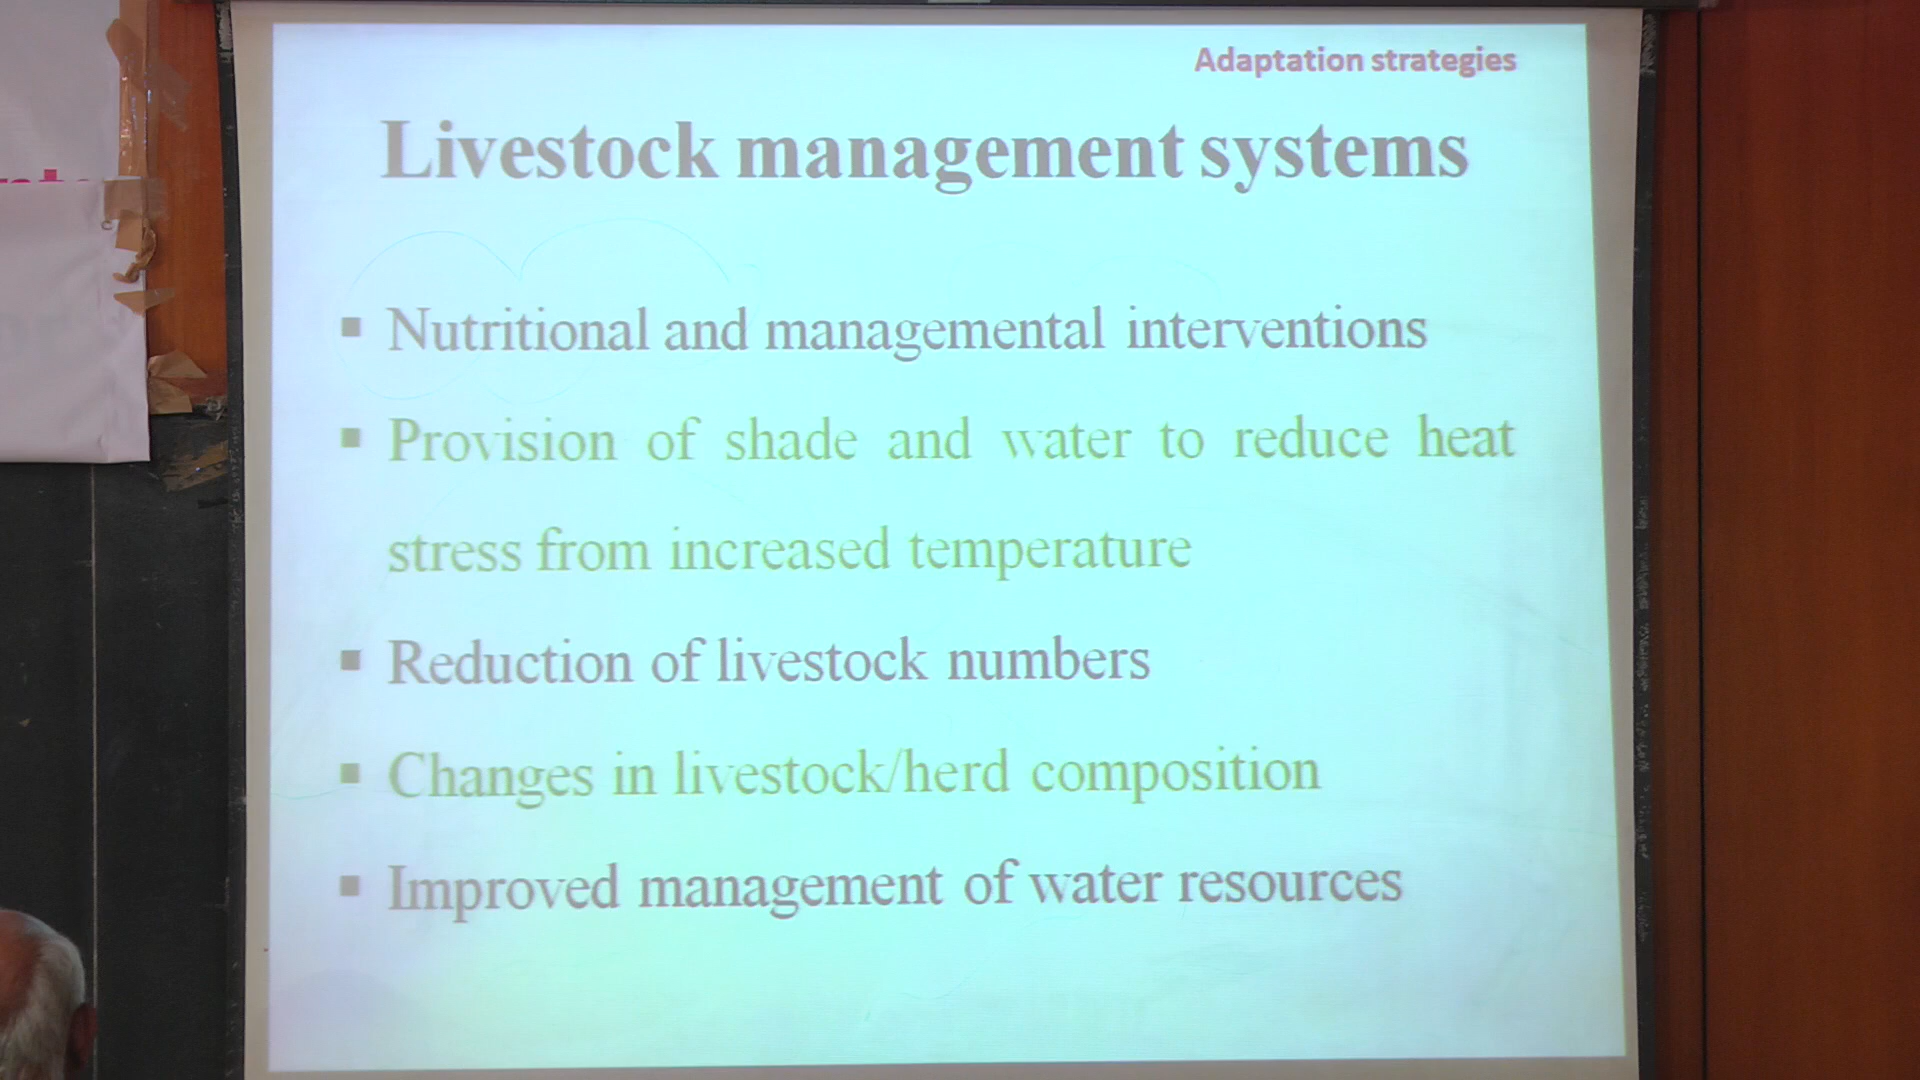 Adaptation strategies
Livestock management systems
▪ Nutritional and managemental interventions
▪ Provision of shade and water to reduce heat
stress from increased temperature
▪ Reduction of livestock numbers
▪ Changes in livestock/herd composition
▪ Improved management of water resources